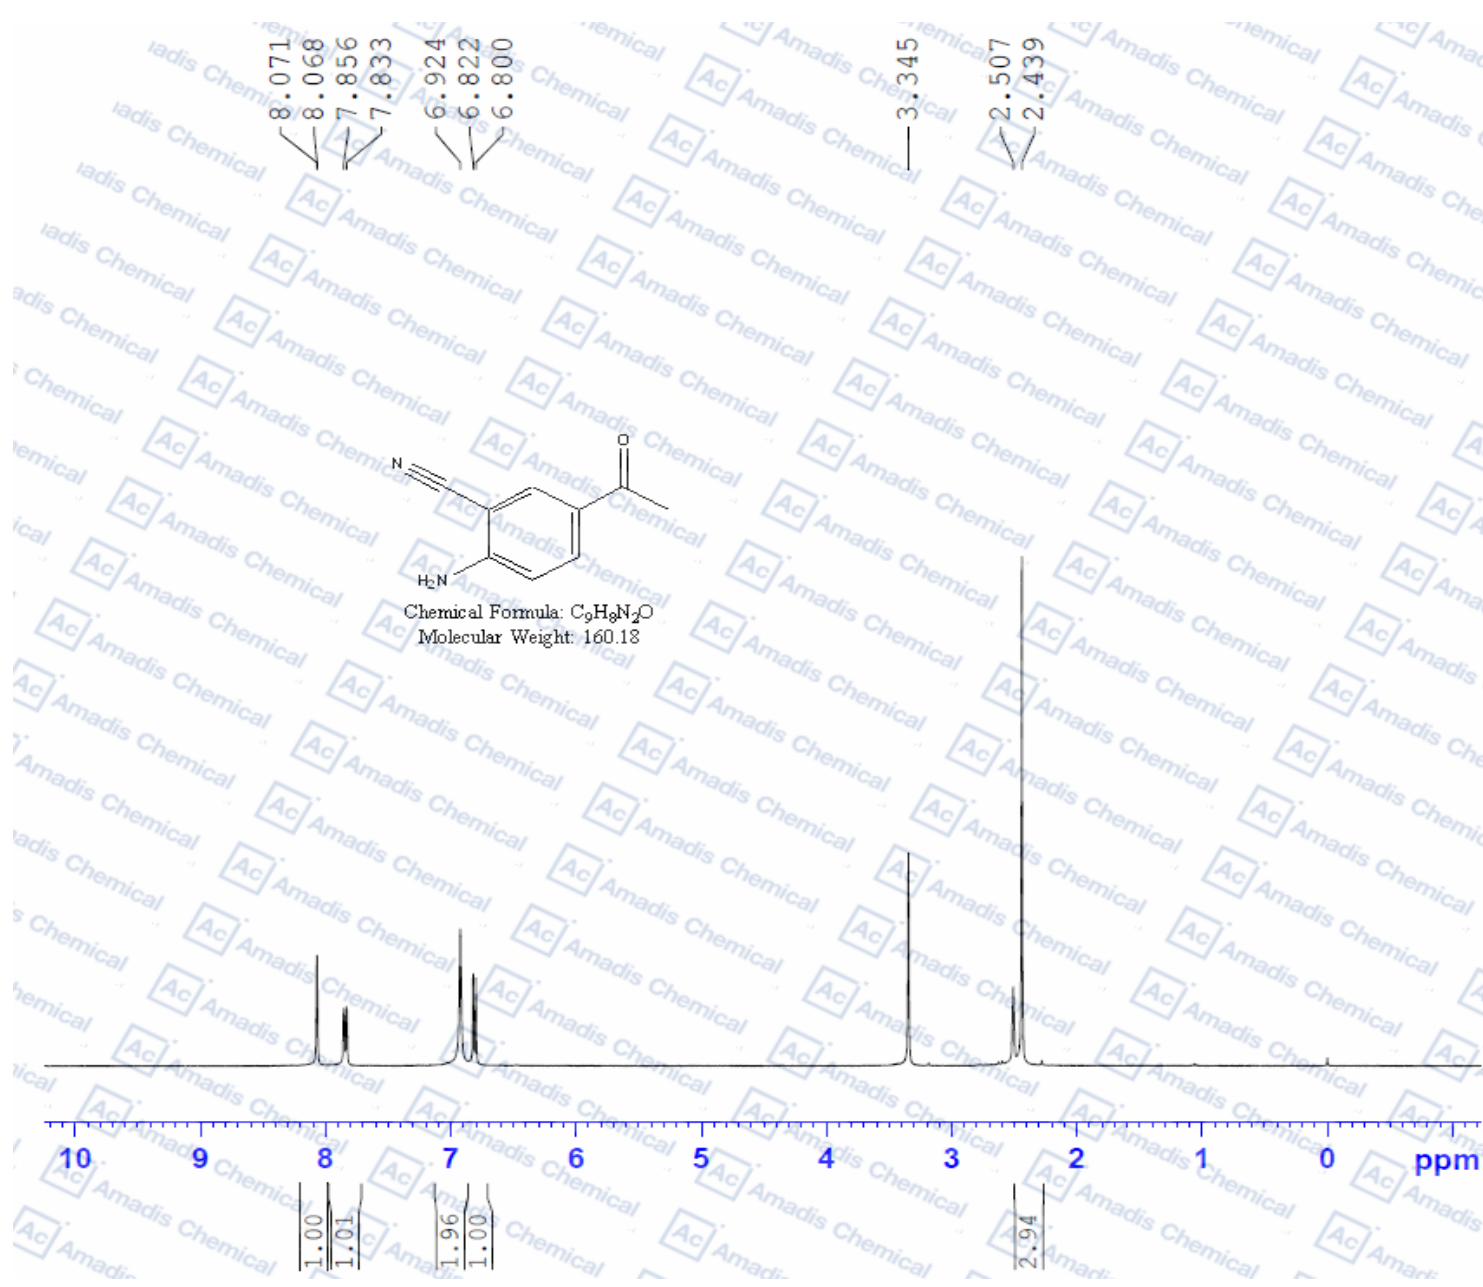 8.071
8.068
7.856
7.833
6.924
6.822
6.800
3.345
2.507
2.439
N
O
H₂N
Chemical Formula: C₉H₈N₂O
Molecular Weight: 160.18
10 9 8 7 6 5 4 3 2 1 0 ppm
1.00
1.01
1.96
1.00
2.94
Ac Amadis Chemical